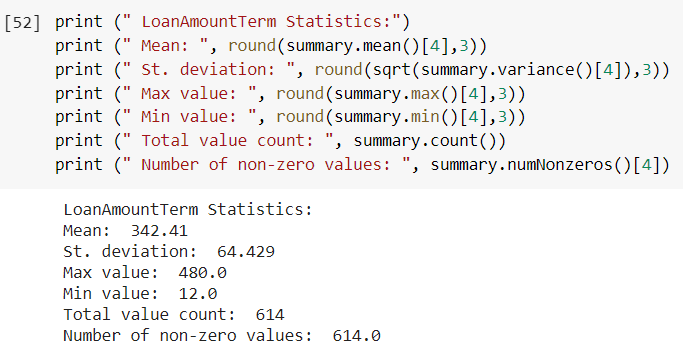 [52] print (" LoanAmountTerm Statistics:")
print (" Mean: ", round(summary.mean()[4],3))
print (" St. deviation: ", round(sqrt(summary.variance()[4]),3))
print (" Max value: ", round(summary.max()[4],3))
print (" Min value: ", round(summary.min()[4],3))
print (" Total value count: ", summary.count())
print (" Number of non-zero values: ", summary.numNonzeros()[4])
LoanAmountTerm Statistics:
Mean:  342.41
St. deviation:  64.429
Max value:  480.0
Min value:  12.0
Total value count:  614
Number of non-zero values:  614.0